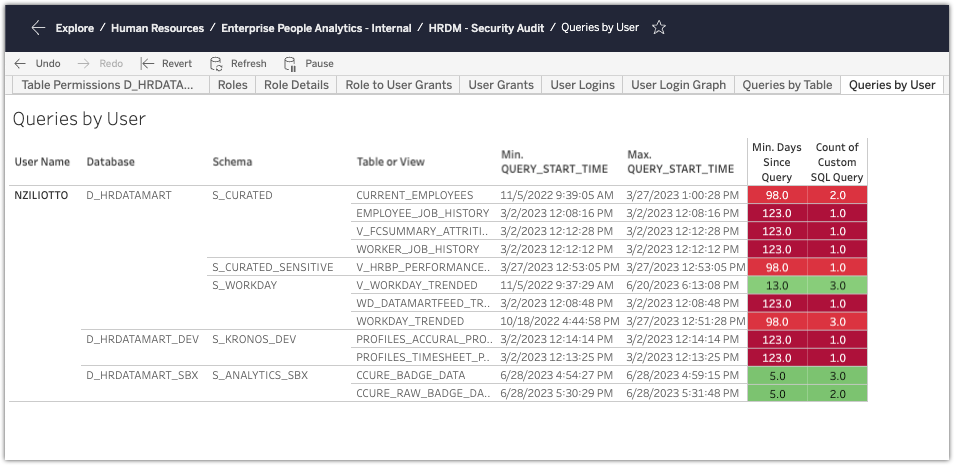 Explore / Human Resources / Enterprise People Analytics - Internal / HRDM - Security Audit / Queries by User
Undo Redo Revert Refresh Pause
Table Permissions D_HRDATA... Roles Role Details Role to User Grants User Grants User Logins User Login Graph Queries by Table Queries by User
Queries by User
User Name Database Schema Table or View Min. QUERY_START_TIME Max. QUERY_START_TIME Min. Days Since Query Count of Custom SQL Query
NZILIOTTO D_HRDATAMART S_CURATED CURRENT_EMPLOYEES 11/5/2022 9:39:05 AM 3/27/2023 1:00:28 PM 98.0 2.0
EMPLOYEE_JOB_HISTORY 3/2/2023 12:08:16 PM 3/2/2023 12:08:16 PM 123.0 1.0
V_FCSUMMARY_ATTRITI.. 3/2/2023 12:12:28 PM 3/2/2023 12:12:28 PM 123.0 1.0
WORKER_JOB_HISTORY 3/2/2023 12:12:12 PM 3/2/2023 12:12:12 PM 123.0 1.0
S_CURATED_SENSITIVE V_HRBP_PERFORMANCE.. 3/27/2023 12:53:05 PM 3/27/2023 12:53:05 PM 98.0 1.0
S_WORKDAY V_WORKDAY_TRENDED 11/5/2022 9:37:29 AM 6/20/2023 6:13:08 PM 13.0 3.0
WD_DATAMARTFEED_TR.. 3/2/2023 12:08:48 PM 3/2/2023 12:08:48 PM 123.0 1.0
WORKDAY_TRENDED 10/18/2022 4:44:58 PM 3/27/2023 12:51:28 PM 98.0 3.0
D_HRDATAMART_DEV S_KRONOS_DEV PROFILES_ACCURAL_PRO.. 3/2/2023 12:14:14 PM 3/2/2023 12:14:14 PM 123.0 1.0
PROFILES_TIMESHEET_P.. 3/2/2023 12:13:25 PM 3/2/2023 12:13:25 PM 123.0 1.0
D_HRDATAMART_SBX S_ANALYTICS_SBX CCURE_BADGE_DATA 6/28/2023 4:54:27 PM 6/28/2023 4:59:15 PM 5.0 3.0
CCURE_RAW_BADGE_DA.. 6/28/2023 5:30:29 PM 6/28/2023 5:31:48 PM 5.0 2.0